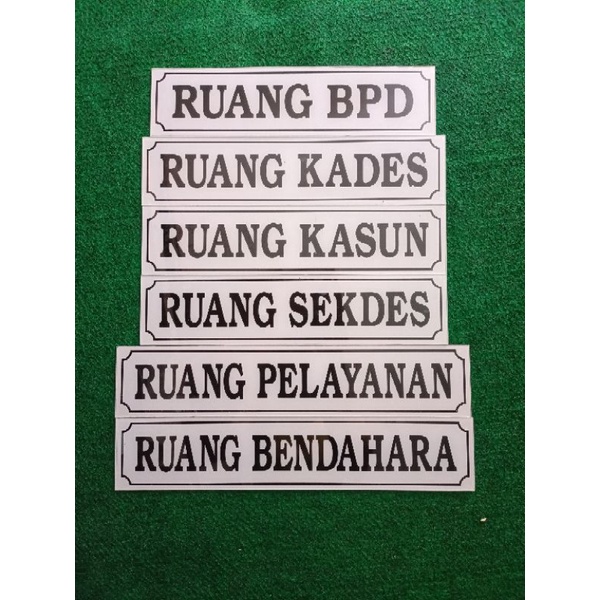 RUANG BPD
RUANG KADES
RUANG KASUN
RUANG SEKDES
RUANG PELAYANAN
RUANG BENDAHARA